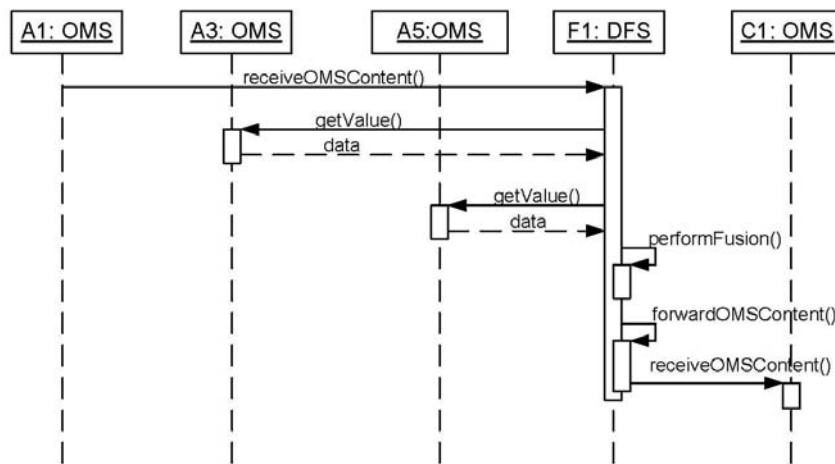 A1: OMS
A3: OMS
A5:OMS
F1: DFS
C1: OMS
receiveOMSContent()
getValue()
data
getValue()
data
performFusion()
forwardOMSContent()
receiveOMSContent()